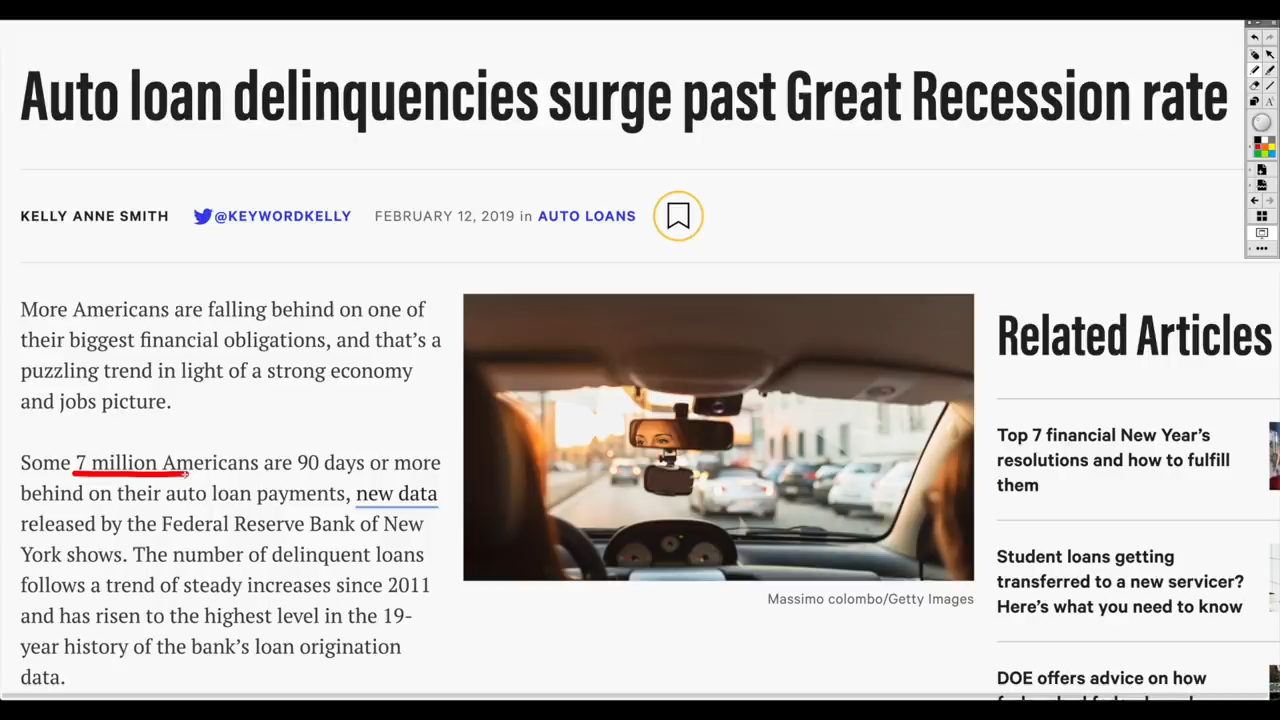 Auto loan delinquencies surge past Great Recession rate
KELLY ANNE SMITH @KEYWORDKELLY FEBRUARY 12, 2019 in AUTO LOANS
More Americans are falling behind on one of
their biggest financial obligations, and that's a
puzzling trend in light of a strong economy
and jobs picture.
Some 7 million Americans are 90 days or more
behind on their auto loan payments, new data
released by the Federal Reserve Bank of New
York shows. The number of delinquent loans
follows a trend of steady increases since 2011
and has risen to the highest level in the 19-
year history of the bank's loan origination
data.
Massimo colombo/Getty Images
Related Articles
Top 7 financial New Year's
resolutions and how to fulfill
them
Student loans getting
transferred to a new servicer?
Here's what you need to know
DOE offers advice on how